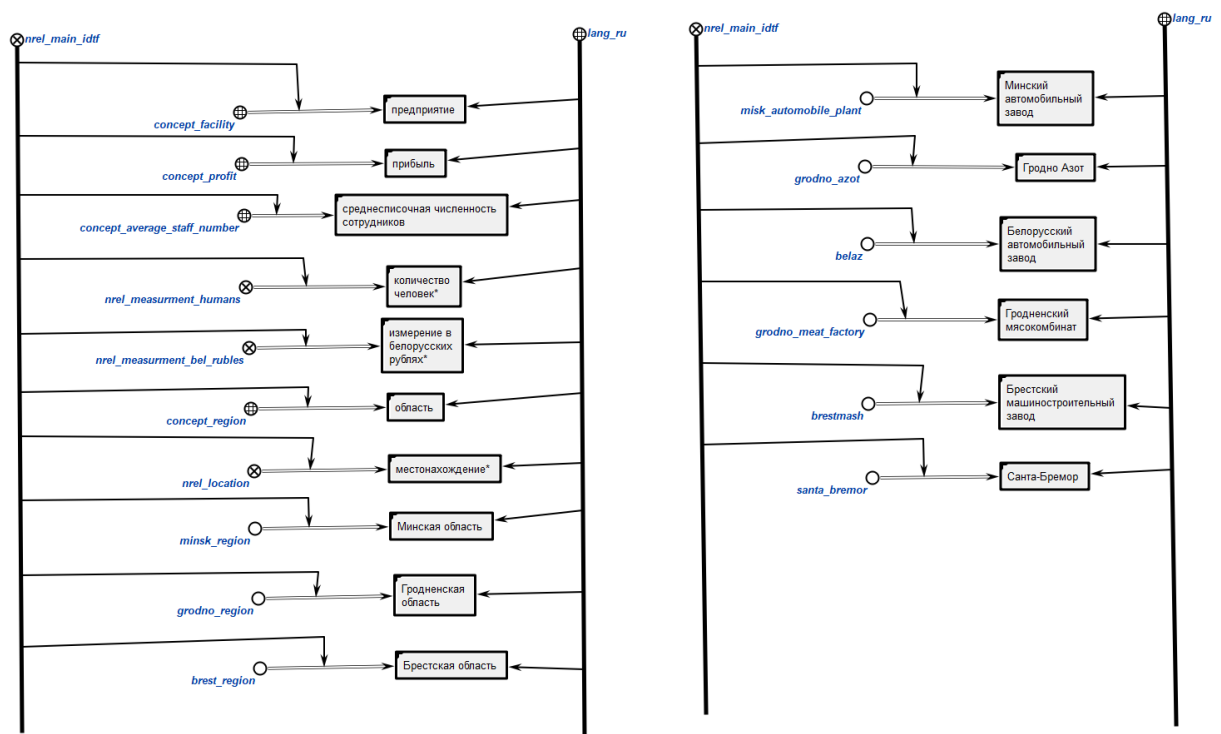 nrel_main_idtf
lang_ru
предприятие
concept_facility
прибыль
concept_profit
среднесписочная численность
сотрудников
concept_average_staff_number
количество
человек*
nrel_measurment_humans
измерение в
белорусских
рублях*
nrel_measurment_bel_rubles
область
concept_region
местонахождение*
nrel_location
Минская область
minsk_region
Гродненская
область
grodno_region
Брестская область
brest_region
nrel_main_idtf
lang_ru
Минский
автомобильный
завод
misk_automobile_plant
Гродно Азот
grodno_azot
Белорусский
автомобильный
завод
belaz
Гродненский
мясокомбинат
grodno_meat_factory
Брестский
машиностроительный
завод
brestmash
Санта-Бремор
santa_bremor